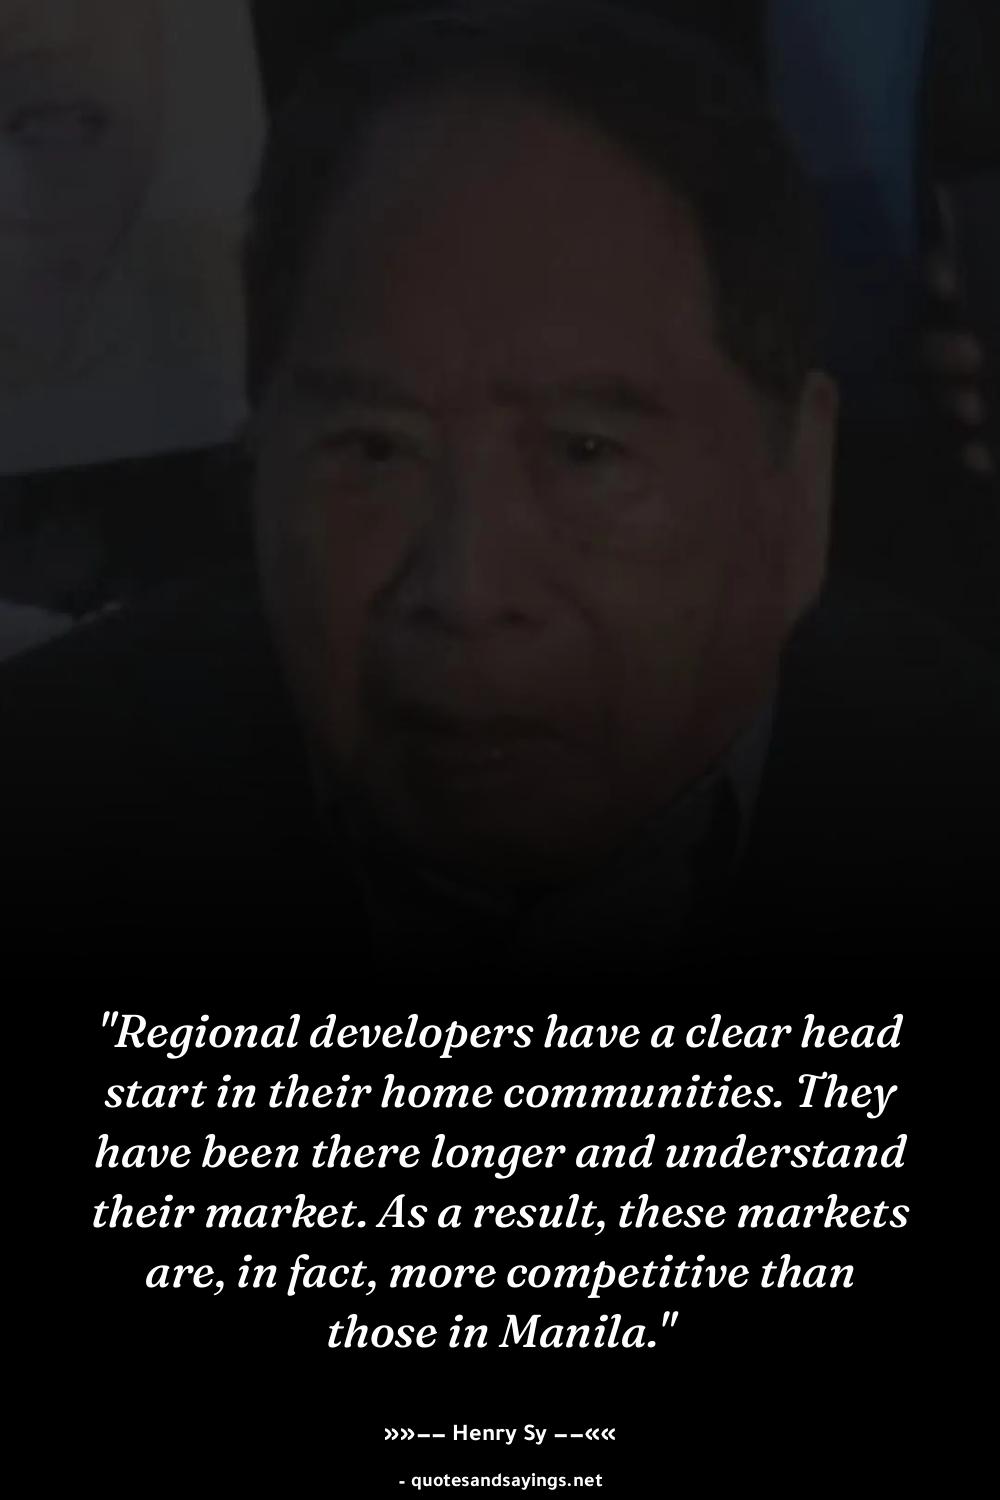 "Regional developers have a clear head
start in their home communities. They
have been there longer and understand
their market. As a result, these markets
are, in fact, more competitive than
those in Manila."
»»−− Henry Sy −−««
- quotesandsayings.net